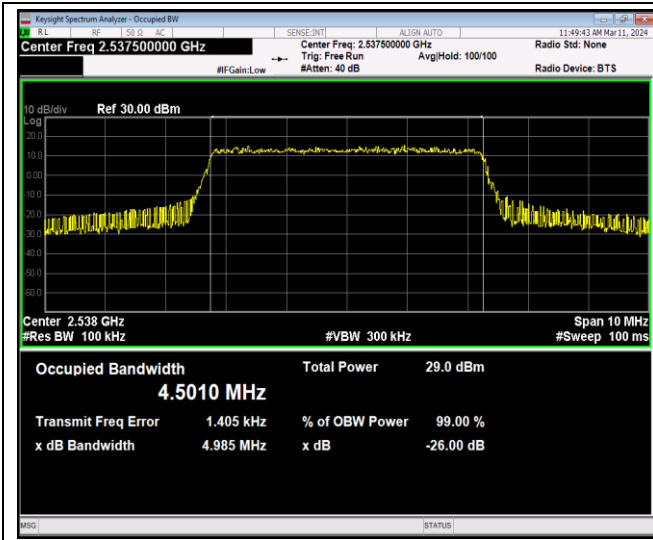 Keysight Spectrum Analyzer - Occupied BW
LXI RL RF 50 Ω AC SENSE:INT ALIGN AUTO 11:49:43 AM Mar 11, 2024
Center Freq 2.537500000 GHz Center Freq: 2.537500000 GHz Radio Std: None
Trig: Free Run Avg|Hold: 100/100
#IFGain:Low #Atten: 40 dB Radio Device: BTS
10 dB/div Ref 30.00 dBm
Log
20.0
10.0
0.00
-10.0
-20.0
-30.0
-40.0
-50.0
-60.0
Center 2.538 GHz Span 10 MHz
#Res BW 100 kHz #VBW 300 kHz #Sweep 100 ms
Occupied Bandwidth Total Power 29.0 dBm
4.5010 MHz
Transmit Freq Error 1.405 kHz % of OBW Power 99.00 %
x dB Bandwidth 4.985 MHz x dB -26.00 dB
MSG STATUS